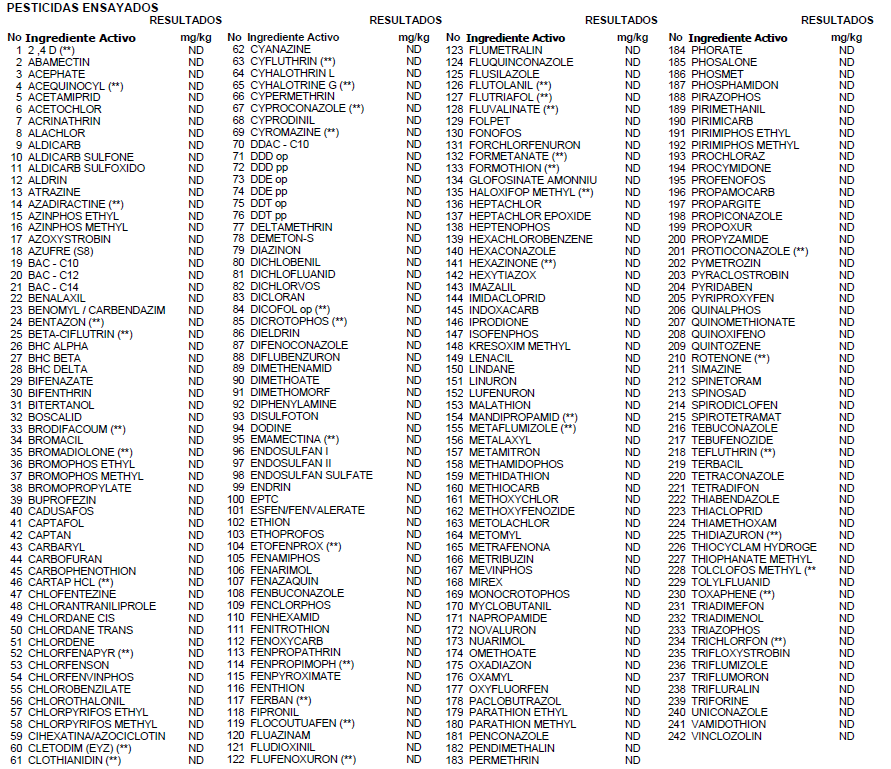 PESTICIDAS ENSAYADOS
RESULTADOS
No Ingrediente Activo mg/kg
1 2 ,4 D (**) ND
2 ABAMECTIN ND
3 ACEPHATE ND
4 ACEQUINOCYL (**) ND
5 ACETAMIPRID ND
6 ACETOCHLOR ND
7 ACRINATHRIN ND
8 ALACHLOR ND
9 ALDICARB ND
10 ALDICARB SULFONE ND
11 ALDICARB SULFOXIDO ND
12 ALDRIN ND
13 ATRAZINE ND
14 AZADIRACTINE (**) ND
15 AZINPHOS ETHYL ND
16 AZINPHOS METHYL ND
17 AZOXYSTROBIN ND
18 AZUFRE (S8) ND
19 BAC - C10 ND
20 BAC - C12 ND
21 BAC - C14 ND
22 BENALAXIL ND
23 BENOMYL / CARBENDAZIM ND
24 BENTAZON (**) ND
25 BETA-CIFLUTRIN (**) ND
26 BHC ALPHA ND
27 BHC BETA ND
28 BHC DELTA ND
29 BIFENAZATE ND
30 BIFENTHRIN ND
31 BITERTANOL ND
32 BOSCALID ND
33 BRODIFACOUM (**) ND
34 BROMACIL ND
35 BROMADIOLONE (**) ND
36 BROMOPHOS ETHYL ND
37 BROMOPHOS METHYL ND
38 BROMOPROPYLATE ND
39 BUPROFEZIN ND
40 CADUSAFOS ND
41 CAPTAFOL ND
42 CAPTAN ND
43 CARBARYL ND
44 CARBOFURAN ND
45 CARBOPHENOTHION ND
46 CARTAP HCL (**) ND
47 CHLOFENTEZINE ND
48 CHLORANTRANILIPROLE ND
49 CHLORDANE CIS ND
50 CHLORDANE TRANS ND
51 CHLORDENE ND
52 CHLORFENAPYR (**) ND
53 CHLORFENSON ND
54 CHLORFENVINPHOS ND
55 CHLOROBENZILATE ND
56 CHLOROTHALONIL ND
57 CHLORPYRIFOS ETHYL ND
58 CHLORPYRIFOS METHYL ND
59 CIHEXATINA/AZOCICLOTIN ND
60 CLETODIM (EYZ) (**) ND
61 CLOTHIANIDIN (**) ND
RESULTADOS
No Ingrediente Activo mg/kg
62 CYANAZINE ND
63 CYFLUTHRIN (**) ND
64 CYHALOTHRIN L ND
65 CYHALOTRINE G (**) ND
66 CYPERMETHRIN ND
67 CYPROCONAZOLE (**) ND
68 CYPRODINIL ND
69 CYROMAZINE (**) ND
70 DDAC - C10 ND
71 DDD op ND
72 DDD pp ND
73 DDE op ND
74 DDE pp ND
75 DDT op ND
76 DDT pp ND
77 DELTAMETHRIN ND
78 DEMETON-S ND
79 DIAZINON ND
80 DICHLOBENIL ND
81 DICHLOFLUANID ND
82 DICHLORVOS ND
83 DICLORAN ND
84 DICOFOL op (**) ND
85 DICROTOPHOS (**) ND
86 DIELDRIN ND
87 DIFENOCONAZOLE ND
88 DIFLUBENZURON ND
89 DIMETHENAMID ND
90 DIMETHOATE ND
91 DIMETHOMORF ND
92 DIPHENYLAMINE ND
93 DISULFOTON ND
94 DODINE ND
95 EMAMECTINA (**) ND
96 ENDOSULFAN I ND
97 ENDOSULFAN II ND
98 ENDOSULFAN SULFATE ND
99 ENDRIN ND
100 EPTC ND
101 ESFEN/FENVALERATE ND
102 ETHION ND
103 ETHOPROFOS ND
104 ETOFENPROX (**) ND
105 FENAMIPHOS ND
106 FENARIMOL ND
107 FENAZAQUIN ND
108 FENBUCONAZOLE ND
109 FENCLORPHOS ND
110 FENHEXAMID ND
111 FENITROTHION ND
112 FENOXYCARB ND
113 FENPROPATHRIN ND
114 FENPROPIMOPH (**) ND
115 FENPYROXIMATE ND
116 FENTHION ND
117 FERBAN (**) ND
118 FIPRONIL ND
119 FLOCOUTUAFEN (**) ND
120 FLUAZINAM ND
121 FLUDIOXINIL ND
122 FLUFENOXURON (**) ND
RESULTADOS
No Ingrediente Activo mg/kg
123 FLUMETRALIN ND
124 FLUQUINCONAZOLE ND
125 FLUSILAZOLE ND
126 FLUTOLANIL (**) ND
127 FLUTRIAFOL (**) ND
128 FLUVALINATE (**) ND
129 FOLPET ND
130 FONOFOS ND
131 FORCHLORFENURON ND
132 FORMETANATE (**) ND
133 FORMOTHION (**) ND
134 GLOFOSINATE AMONNIU ND
135 HALOXIFOP METHYL (**) ND
136 HEPTACHLOR ND
137 HEPTACHLOR EPOXIDE ND
138 HEPTENOPHOS ND
139 HEXACHLOROBENZENE ND
140 HEXACONAZOLE ND
141 HEXAZINONE (**) ND
142 HEXYTIAZOX ND
143 IMAZALIL ND
144 IMIDACLOPRID ND
145 INDOXACARB ND
146 IPRODIONE ND
147 ISOFENPHOS ND
148 KRESOXIM METHYL ND
149 LENACIL ND
150 LINDANE ND
151 LINURON ND
152 LUFENURON ND
153 MALATHION ND
154 MANDIPROPAMID (**) ND
155 METAFLUMIZOLE (**) ND
156 METALAXYL ND
157 METAMITRON ND
158 METHAMIDOPHOS ND
159 METHIDATHION ND
160 METHIOCARB ND
161 METHOXYCHLOR ND
162 METHOXYFENOZIDE ND
163 METOLACHLOR ND
164 METOMYL ND
165 METRAFENONA ND
166 METRIBUZIN ND
167 MEVINPHOS ND
168 MIREX ND
169 MONOCROTOPHOS ND
170 MYCLOBUTANIL ND
171 NAPROPAMIDE ND
172 NOVALURON ND
173 NUARIMOL ND
174 OMETHOATE ND
175 OXADIAZON ND
176 OXAMYL ND
177 OXYFLUORFEN ND
178 PACLOBUTRAZOL ND
179 PARATHION ETHYL ND
180 PARATHION METHYL ND
181 PENCONAZOLE ND
182 PENDIMETHALIN ND
183 PERMETHRIN ND
RESULTADOS
No Ingrediente Activo mg/kg
184 PHORATE ND
185 PHOSALONE ND
186 PHOSMET ND
187 PHOSPHAMIDON ND
188 PIRAZOPHOS ND
189 PIRIMETHANIL ND
190 PIRIMICARB ND
191 PIRIMIPHOS ETHYL ND
192 PIRIMIPHOS METHYL ND
193 PROCHLORAZ ND
194 PROCYMIDONE ND
195 PROFENOFOS ND
196 PROPAMOCARB ND
197 PROPARGITE ND
198 PROPICONAZOLE ND
199 PROPOXUR ND
200 PROPYZAMIDE ND
201 PROTIOCONAZOLE (**) ND
202 PYMETROZIN ND
203 PYRACLOSTROBIN ND
204 PYRIDABEN ND
205 PYRIPROXYFEN ND
206 QUINALPHOS ND
207 QUINOMETHIONATE ND
208 QUINOXIFENO ND
209 QUINTOZENE ND
210 ROTENONE (**) ND
211 SIMAZINE ND
212 SPINETORAM ND
213 SPINOSAD ND
214 SPIRODICLOFEN ND
215 SPIROTETRAMAT ND
216 TEBUCONAZOLE ND
217 TEBUFENOZIDE ND
218 TEFLUTHRIN (**) ND
219 TERBACIL ND
220 TETRACONAZOLE ND
221 TETRADIFON ND
222 THIABENDAZOLE ND
223 THIACLOPRID ND
224 THIAMETHOXAM ND
225 THIDIAZURON (**) ND
226 THIOCYCLAM HYDROGE ND
227 THIOPHANATE METHYL ND
228 TOLCLOFOS METHYL (** ND
229 TOLYLFLUANID ND
230 TOXAPHENE (**) ND
231 TRIADIMEFON ND
232 TRIADIMENOL ND
233 TRIAZOPHOS ND
234 TRICHLORFON (**) ND
235 TRIFLOXYSTROBIN ND
236 TRIFLUMIZOLE ND
237 TRIFLUMURON ND
238 TRIFLURALIN ND
239 TRIFORINE ND
240 UNICONAZOLE ND
241 VAMIDOTHION ND
242 VINCLOZOLIN ND